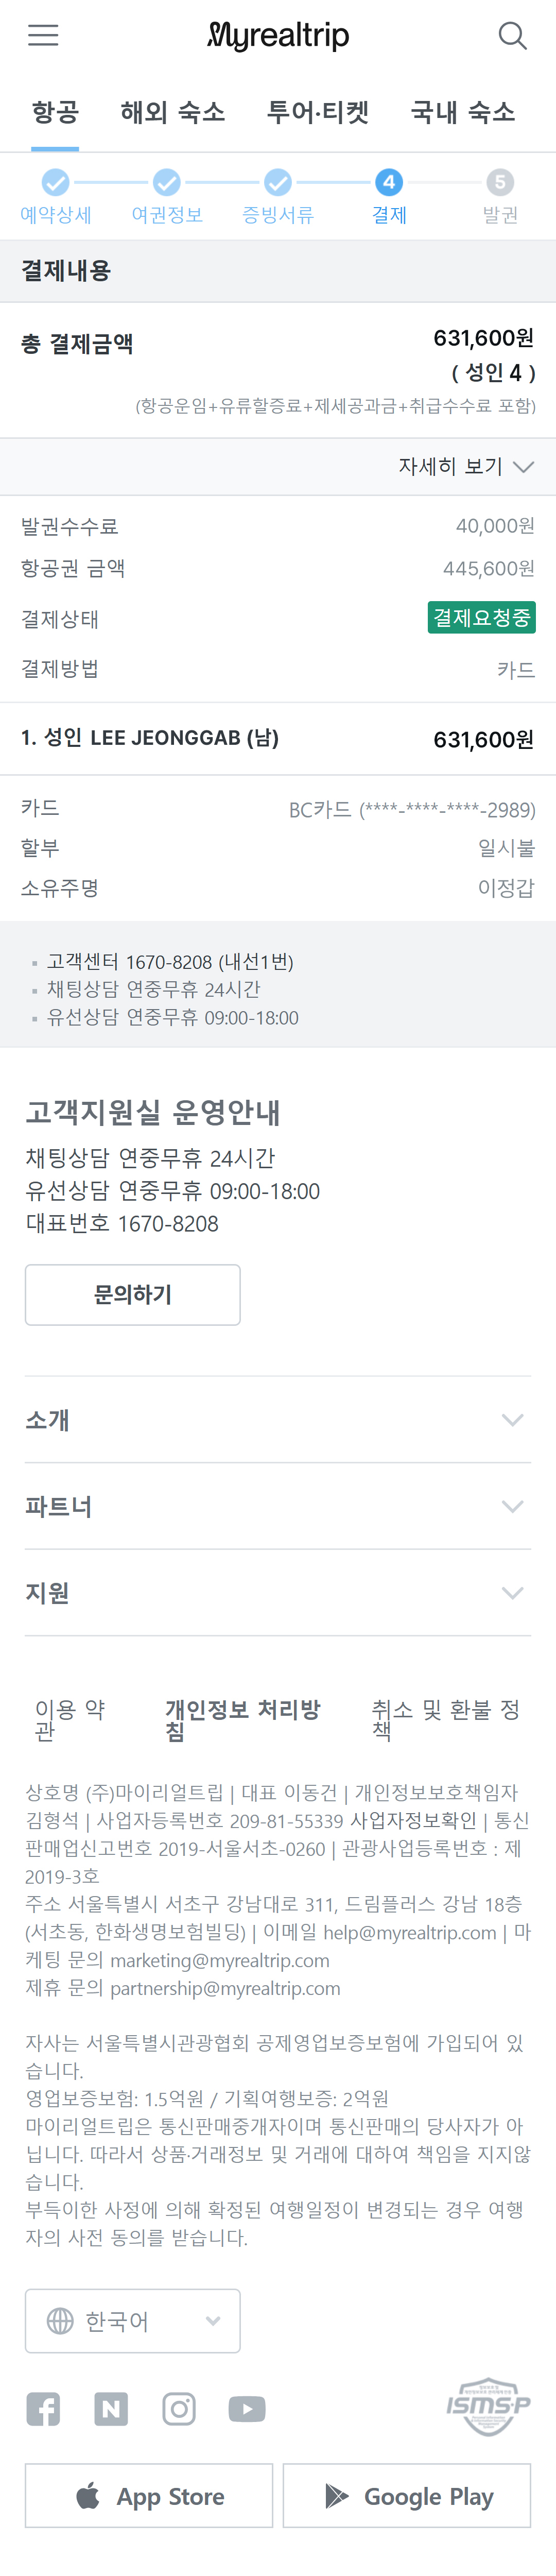 Myrealtrip
항공 해외 숙소 투어·티켓 국내 숙소
4 5
예약상세 여권정보 증빙서류 결제 발권
결제내용
총 결제금액 631,600원
( 성인 4 )
(항공운임+유류할증료+제세공과금+취급수수료 포함)
자세히 보기
발권수수료 40,000원
항공권 금액 445,600원
결제상태 결제요청중
결제방법 카드
1. 성인 LEE JEONGGAB (남) 631,600원
카드 BC카드 (****-****-****-2989)
할부 일시불
소유주명 이정갑
고객센터 1670-8208 (내선1번)
채팅상담 연중무휴 24시간
유선상담 연중무휴 09:00-18:00
고객지원실 운영안내
채팅상담 연중무휴 24시간
유선상담 연중무휴 09:00-18:00
대표번호 1670-8208
문의하기
소개
파트너
지원
이용 약 개인정보 처리방 취소 및 환불 정
관 침 책
상호명 (주)마이리얼트립 | 대표 이동건 | 개인정보보호책임자
김형석 | 사업자등록번호 209-81-55339 사업자정보확인 | 통신
판매업신고번호 2019-서울서초-0260 | 관광사업등록번호 : 제
2019-3호
주소 서울특별시 서초구 강남대로 311, 드림플러스 강남 18층
(서초동, 한화생명보험빌딩) | 이메일 help@myrealtrip.com | 마
케팅 문의 marketing@myrealtrip.com
제휴 문의 partnership@myrealtrip.com
자사는 서울특별시관광협회 공제영업보증보험에 가입되어 있
습니다.
영업보증보험: 1.5억원 / 기획여행보증: 2억원
마이리얼트립은 통신판매중개자이며 통신판매의 당사자가 아
닙니다. 따라서 상품·거래정보 및 거래에 대하여 책임을 지지않
습니다.
부득이한 사정에 의해 확정된 여행일정이 변경되는 경우 여행
자의 사전 동의를 받습니다.
한국어
ISMS-P
App Store Google Play